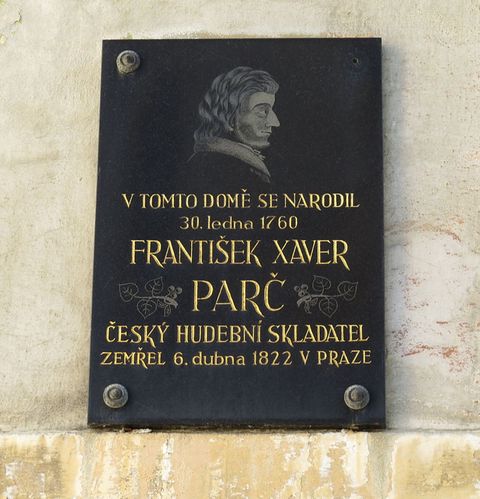 V TOMTO DOMĚ SE NARODIL
30. ledna 1760
FRANTIŠEK XAVER
PARČ
ČESKÝ HUDEBNÍ SKLADATEL
ZEMŘEL 6. dubna 1822 V PRAZE